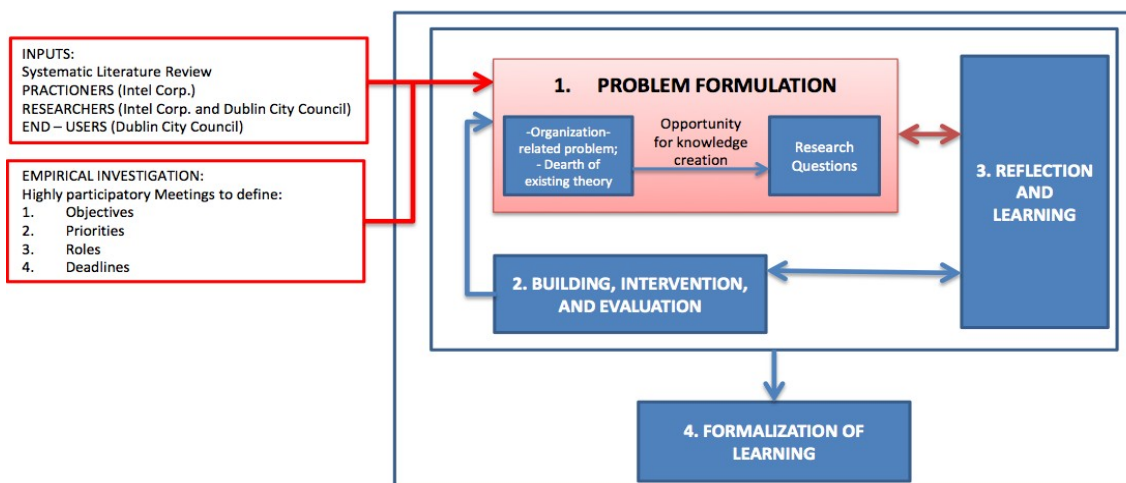 INPUTS:
Systematic Literature Review
PRACTIONERS (Intel Corp.)
RESEARCHERS (Intel Corp. and Dublin City Council)
END – USERS (Dublin City Council)
EMPIRICAL INVESTIGATION:
Highly participatory Meetings to define:
1. Objectives
2. Priorities
3. Roles
4. Deadlines
1. PROBLEM FORMULATION
-Organization-
related problem;
- Dearth of
existing theory
Opportunity
for knowledge
creation
Research
Questions
2. BUILDING, INTERVENTION,
AND EVALUATION
3. REFLECTION
AND
LEARNING
4. FORMALIZATION OF
LEARNING